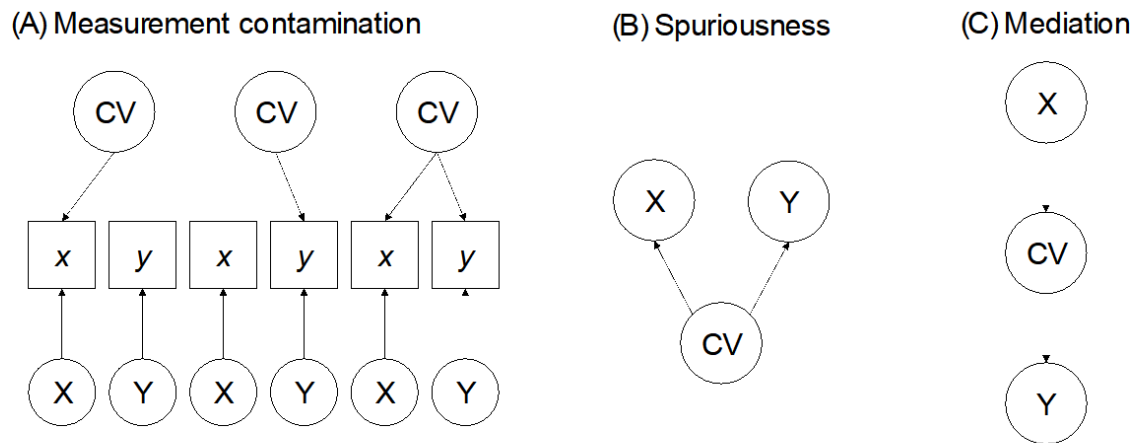 (A) Measurement contamination
(B) Spuriousness
(C) Mediation
CV CV CV
x y x y x y
X Y X Y X Y
X Y
CV
X
CV
Y